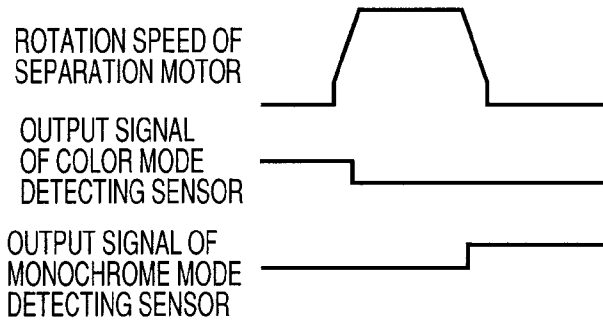 ROTATION SPEED OF
SEPARATION MOTOR
OUTPUT SIGNAL
OF COLOR MODE
DETECTING SENSOR
OUTPUT SIGNAL OF
MONOCHROME MODE
DETECTING SENSOR